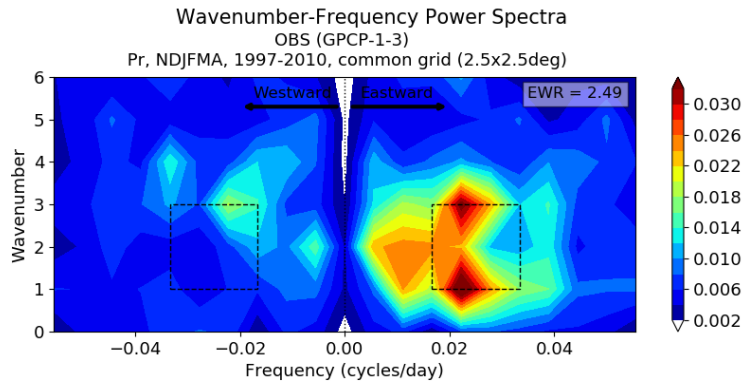 Wavenumber-Frequency Power Spectra
OBS (GPCP-1-3)
Pr, NDJFMA, 1997-2010, common grid (2.5x2.5deg)
6
5
4
3
2
1
0
Wavenumber
Westward
Eastward
EWR = 2.49
−0.04
−0.02
0.00
0.02
0.04
Frequency (cycles/day)
0.030
0.026
0.022
0.018
0.014
0.010
0.006
0.002